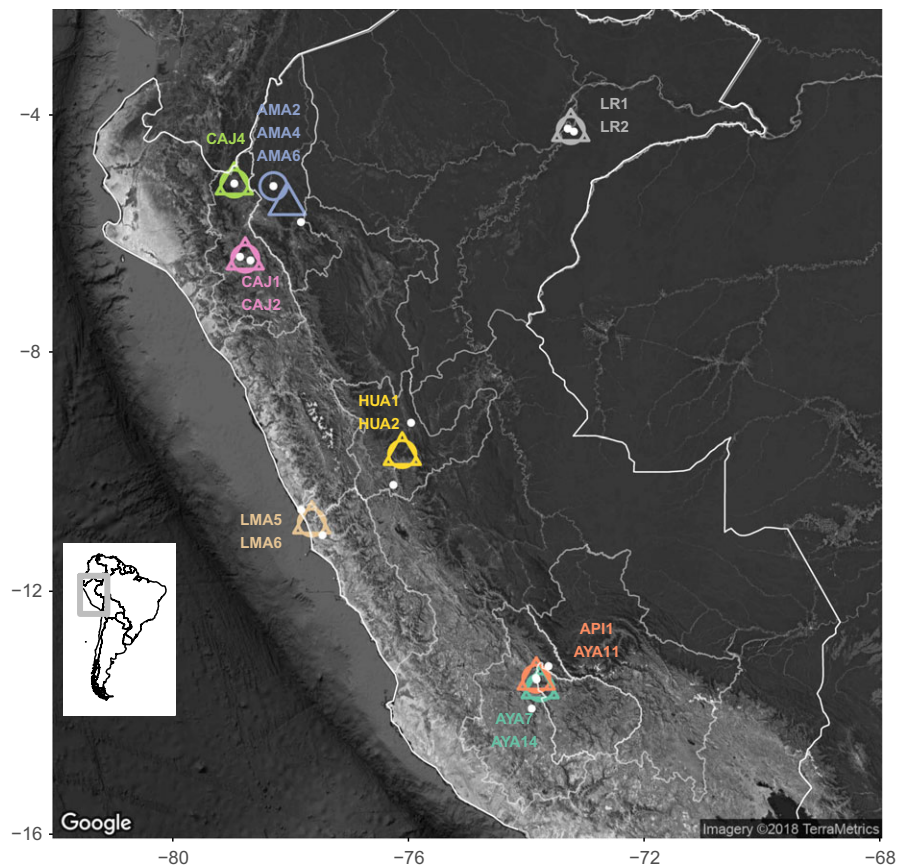 −4
−8
−12
−16
−80
−76
−72
−68
AMA2
AMA4
AMA6
CAJ4
LR1
LR2
CAJ1
CAJ2
HUA1
HUA2
LMA5
LMA6
API1
AYA11
AYA7
AYA14
Google
Imagery ©2018 TerraMetrics